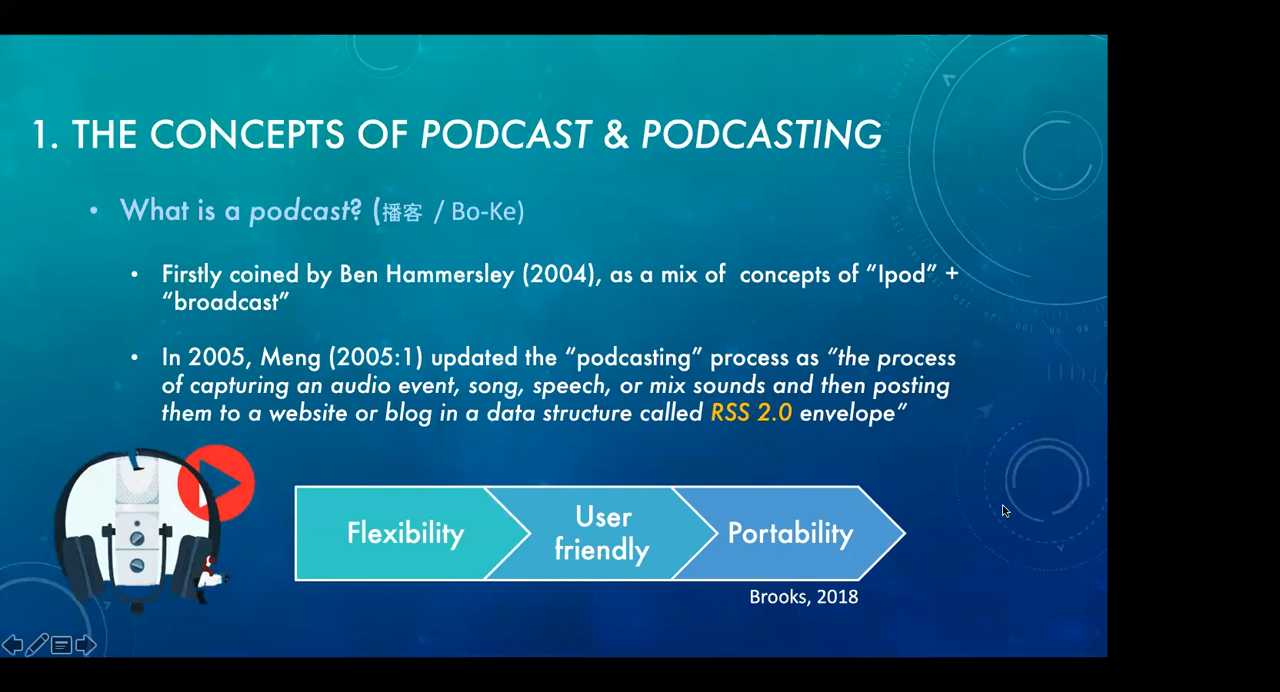 1. THE CONCEPTS OF PODCAST & PODCASTING
• What is a podcast? (播客 / Bo-Ke)
• Firstly coined by Ben Hammersley (2004), as a mix of concepts of “Ipod” +
“broadcast”
• In 2005, Meng (2005:1) updated the “podcasting” process as “the process
of capturing an audio event, song, speech, or mix sounds and then posting
them to a website or blog in a data structure called RSS 2.0 envelope”
Flexibility
User
friendly
Portability
Brooks, 2018